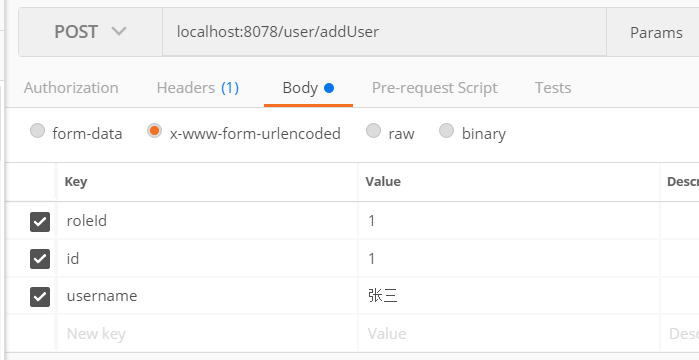 POST localhost:8078/user/addUser Params
Authorization Headers (1) Body Pre-request Script Tests
form-data x-www-form-urlencoded raw binary
Key Value Descr
roleId 1
id 1
username 张三
New key Value Desc